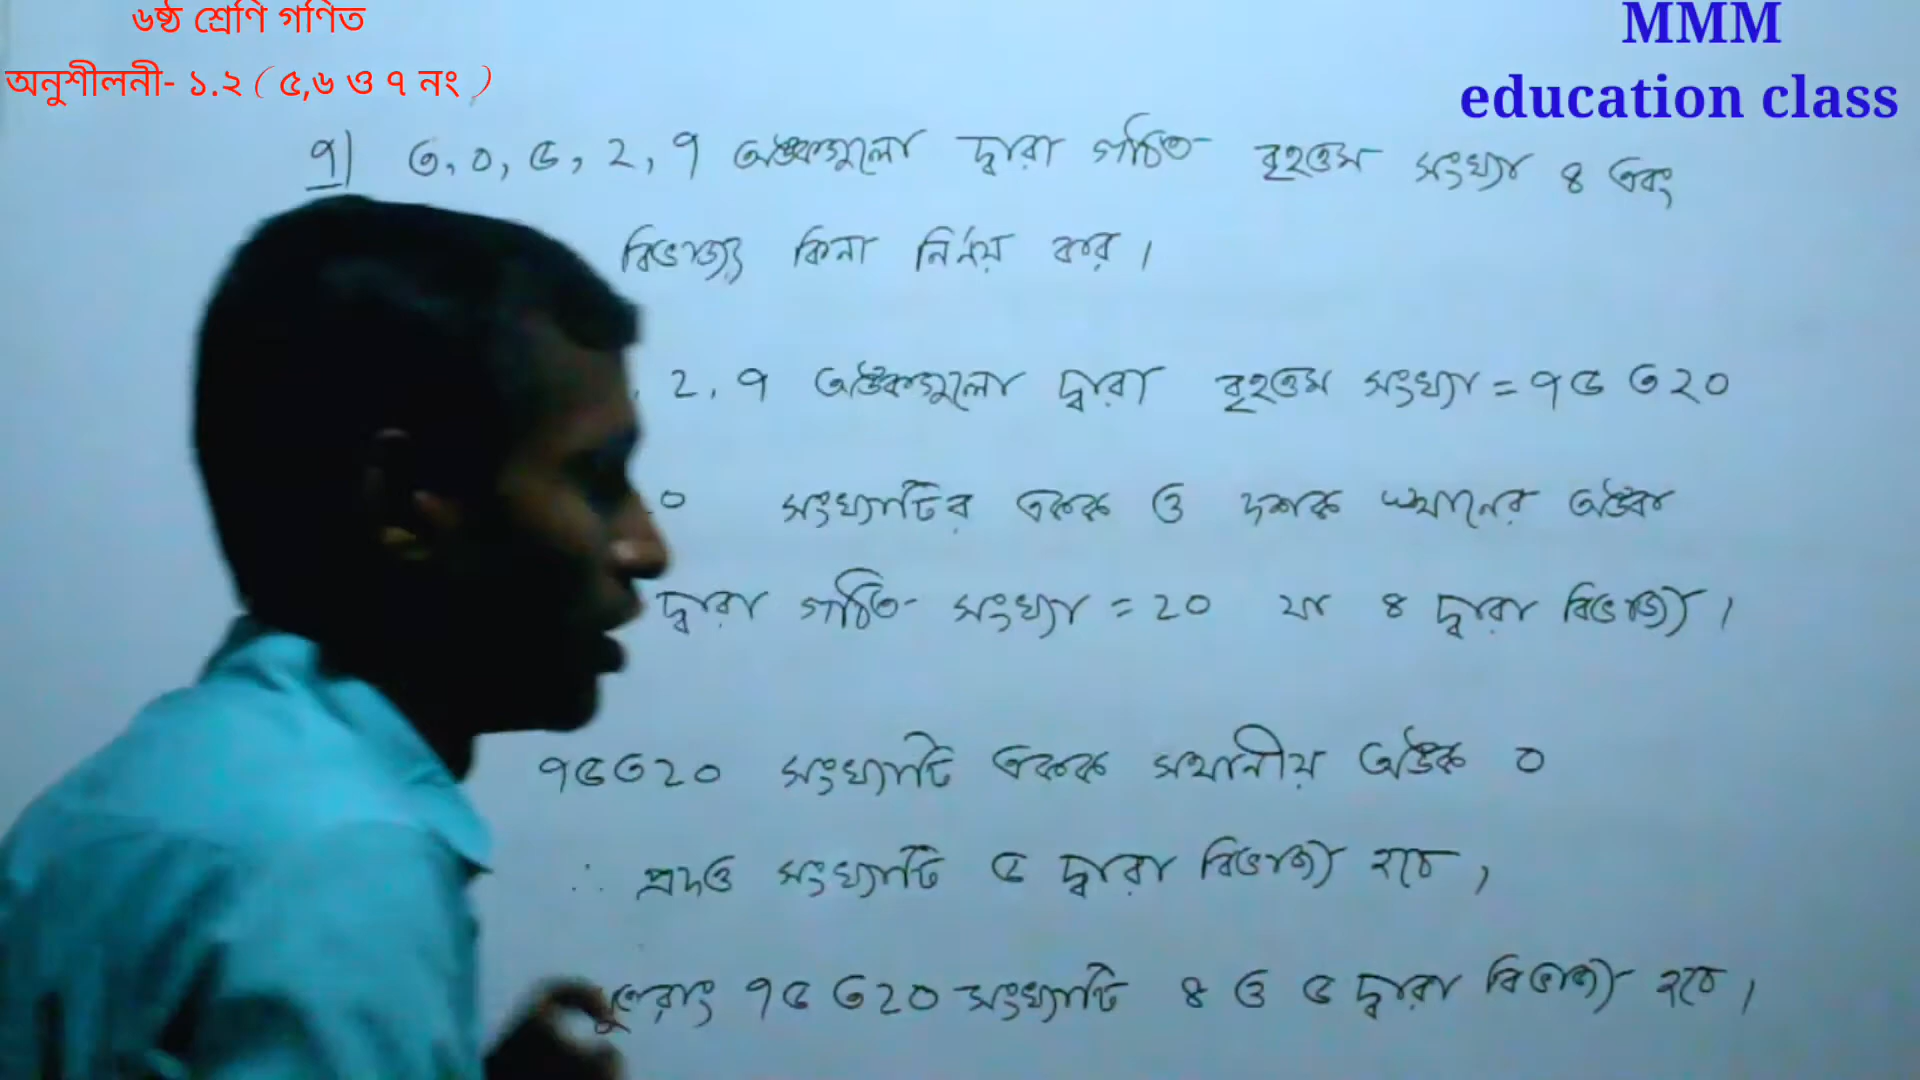 ৬ষ্ঠ শ্রেণি গণিত
অনুশীলনী- ১.২ ( ৫,৬ ও ৭ নং )
MMM
education class
৭) ৩, ০, ৫, ২, ৭ অঙ্কগুলো দ্বারা গঠিত বৃহত্তম সংখ্যা ৪ এবং
বিভাজ্য কিনা নির্ণয় কর।
২, ৭ অঙ্কগুলো দ্বারা বৃহত্তম সংখ্যা = ৭৫৩২০
০ সংখ্যাটির একক ও দশক স্থানের অঙ্ক
দ্বারা গঠিত সংখ্যা = ২০ যা ৪ দ্বারা বিভাজ্য।
৭৫৩২০ সংখ্যাটি একক স্থানীয় অঙ্ক ০
∴ প্রদত্ত সংখ্যাটি ৫ দ্বারা বিভাজ্য হবে,
সুতরাং ৭৫৩২০ সংখ্যাটি ৪ ও ৫ দ্বারা বিভাজ্য হবে।